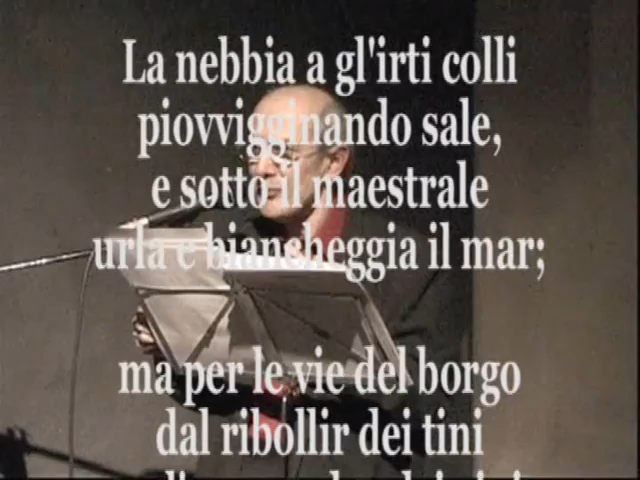 La nebbia a gl'irti colli
piovvigginando sale,
e sotto il maestrale
urla e biancheggia il mar;
ma per le vie del borgo
dal ribollir dei tini